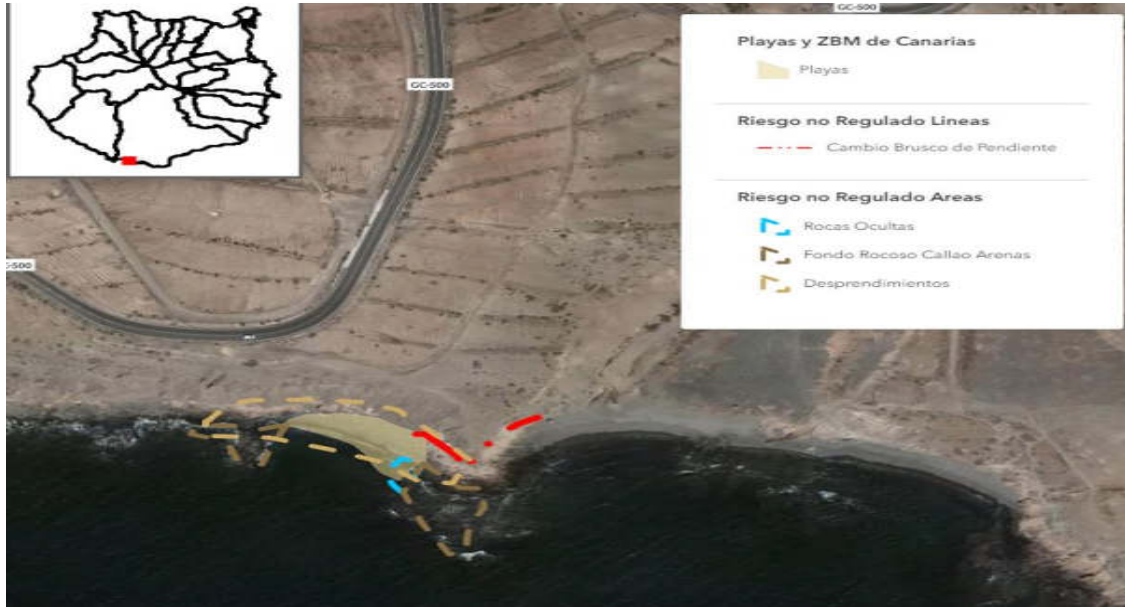 GC-500
GC-500
-500
Playas y ZBM de Canarias
Playas
Riesgo no Regulado Lineas
Cambio Brusco de Pendiente
Riesgo no Regulado Areas
Rocas Ocultas
Fondo Rocoso Callao Arenas
Desprendimientos